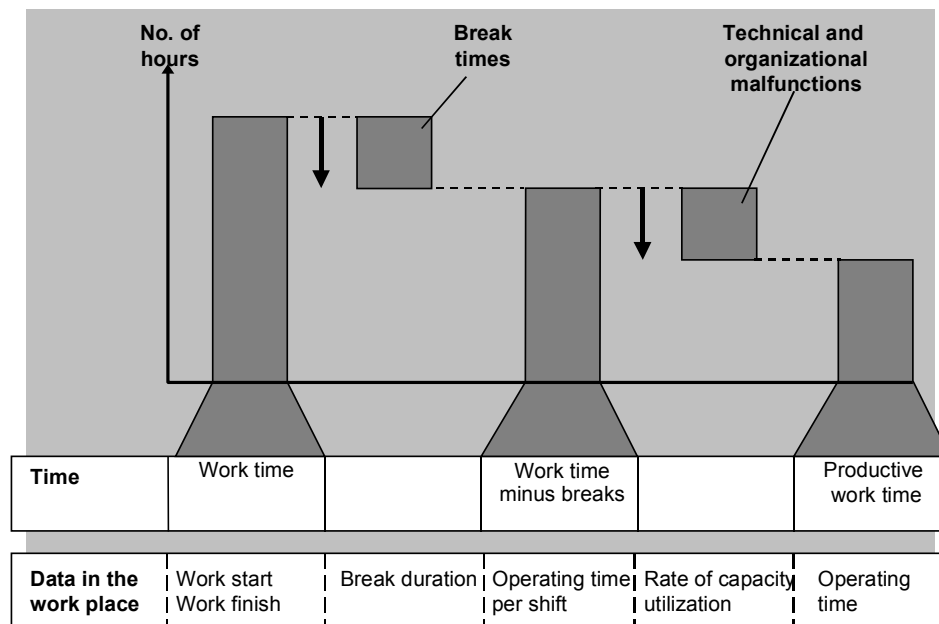 No. of
hours
Break
times
Technical and
organizational
malfunctions
Time
Work time
Work time
minus breaks
Productive
work time
Data in the
work place
Work start
Work finish
Break duration
Operating time
per shift
Rate of capacity
utilization
Operating
time